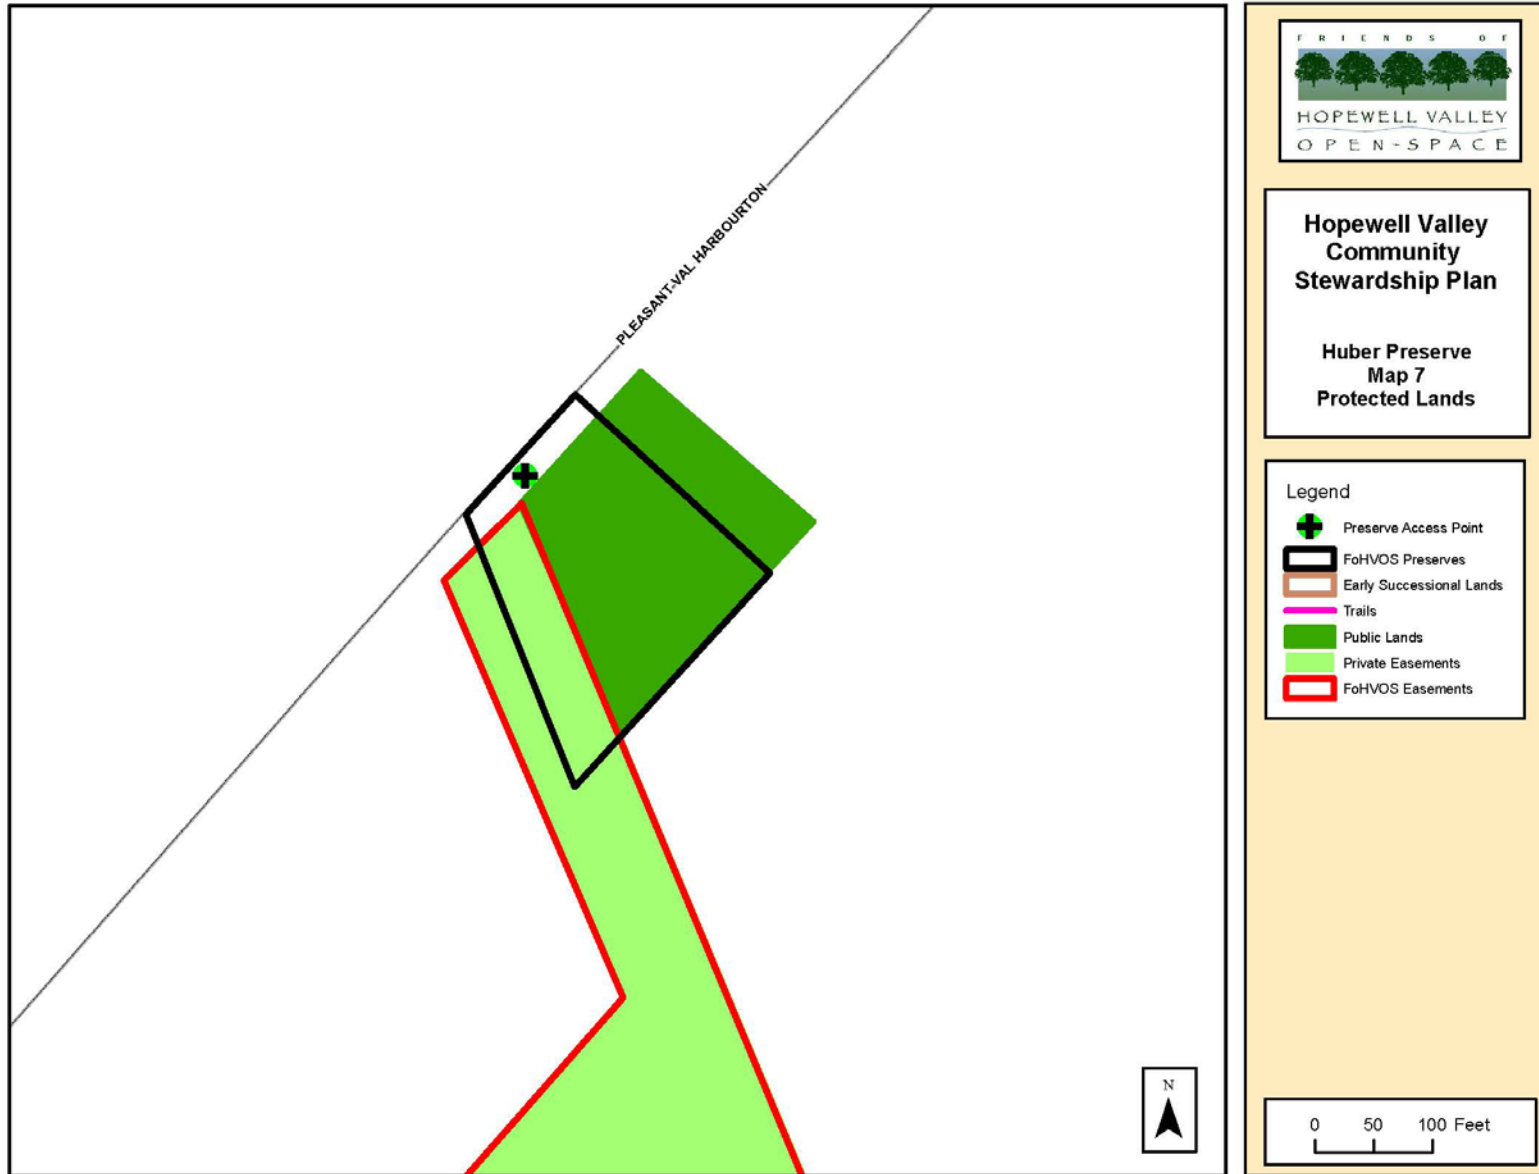 PLEASANT-VAL HARBOURTON
N
FRIENDS OF
HOPEWELL VALLEY
OPEN-SPACE
Hopewell Valley
Community
Stewardship Plan
Huber Preserve
Map 7
Protected Lands
Legend
Preserve Access Point
FoHVOS Preserves
Early Successional Lands
Trails
Public Lands
Private Easements
FoHVOS Easements
0 50 100 Feet